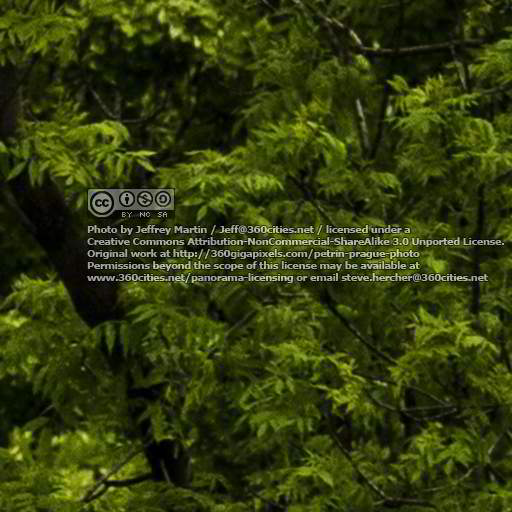 cc
BY NC SA
Photo by Jeffrey Martin / Jeff@360cities.net / licensed under a
Creative Commons Attribution-NonCommercial-ShareAlike 3.0 Unported License.
Original work at http://360gigapixels.com/petrin-prague-photo
Permissions beyond the scope of this license may be available at
www.360cities.net/panorama-licensing or email steve.hercher@360cities.net